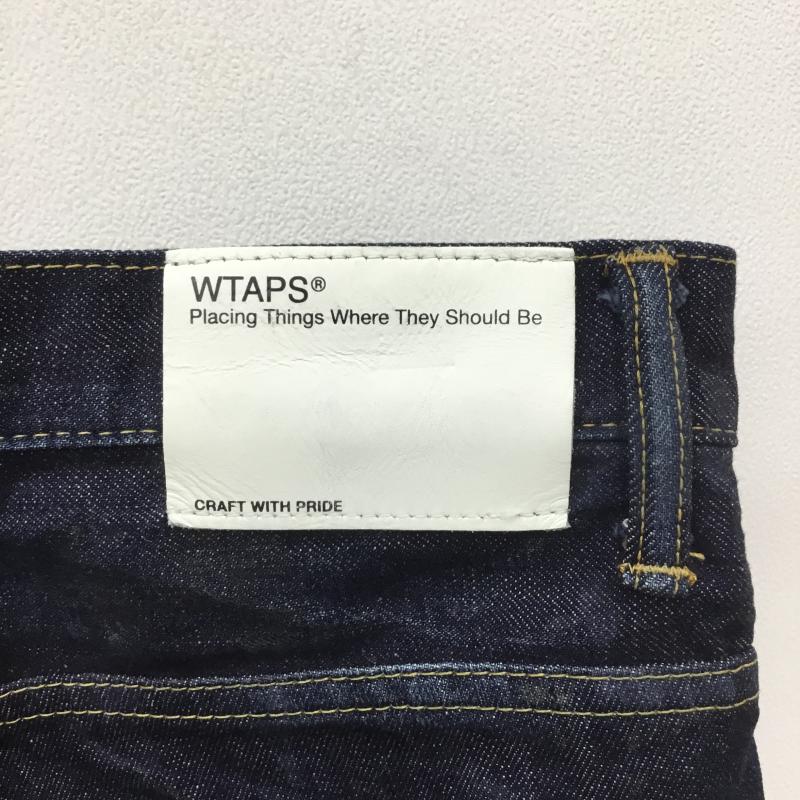 WTAPS®
Placing Things Where They Should Be
CRAFT WITH PRIDE